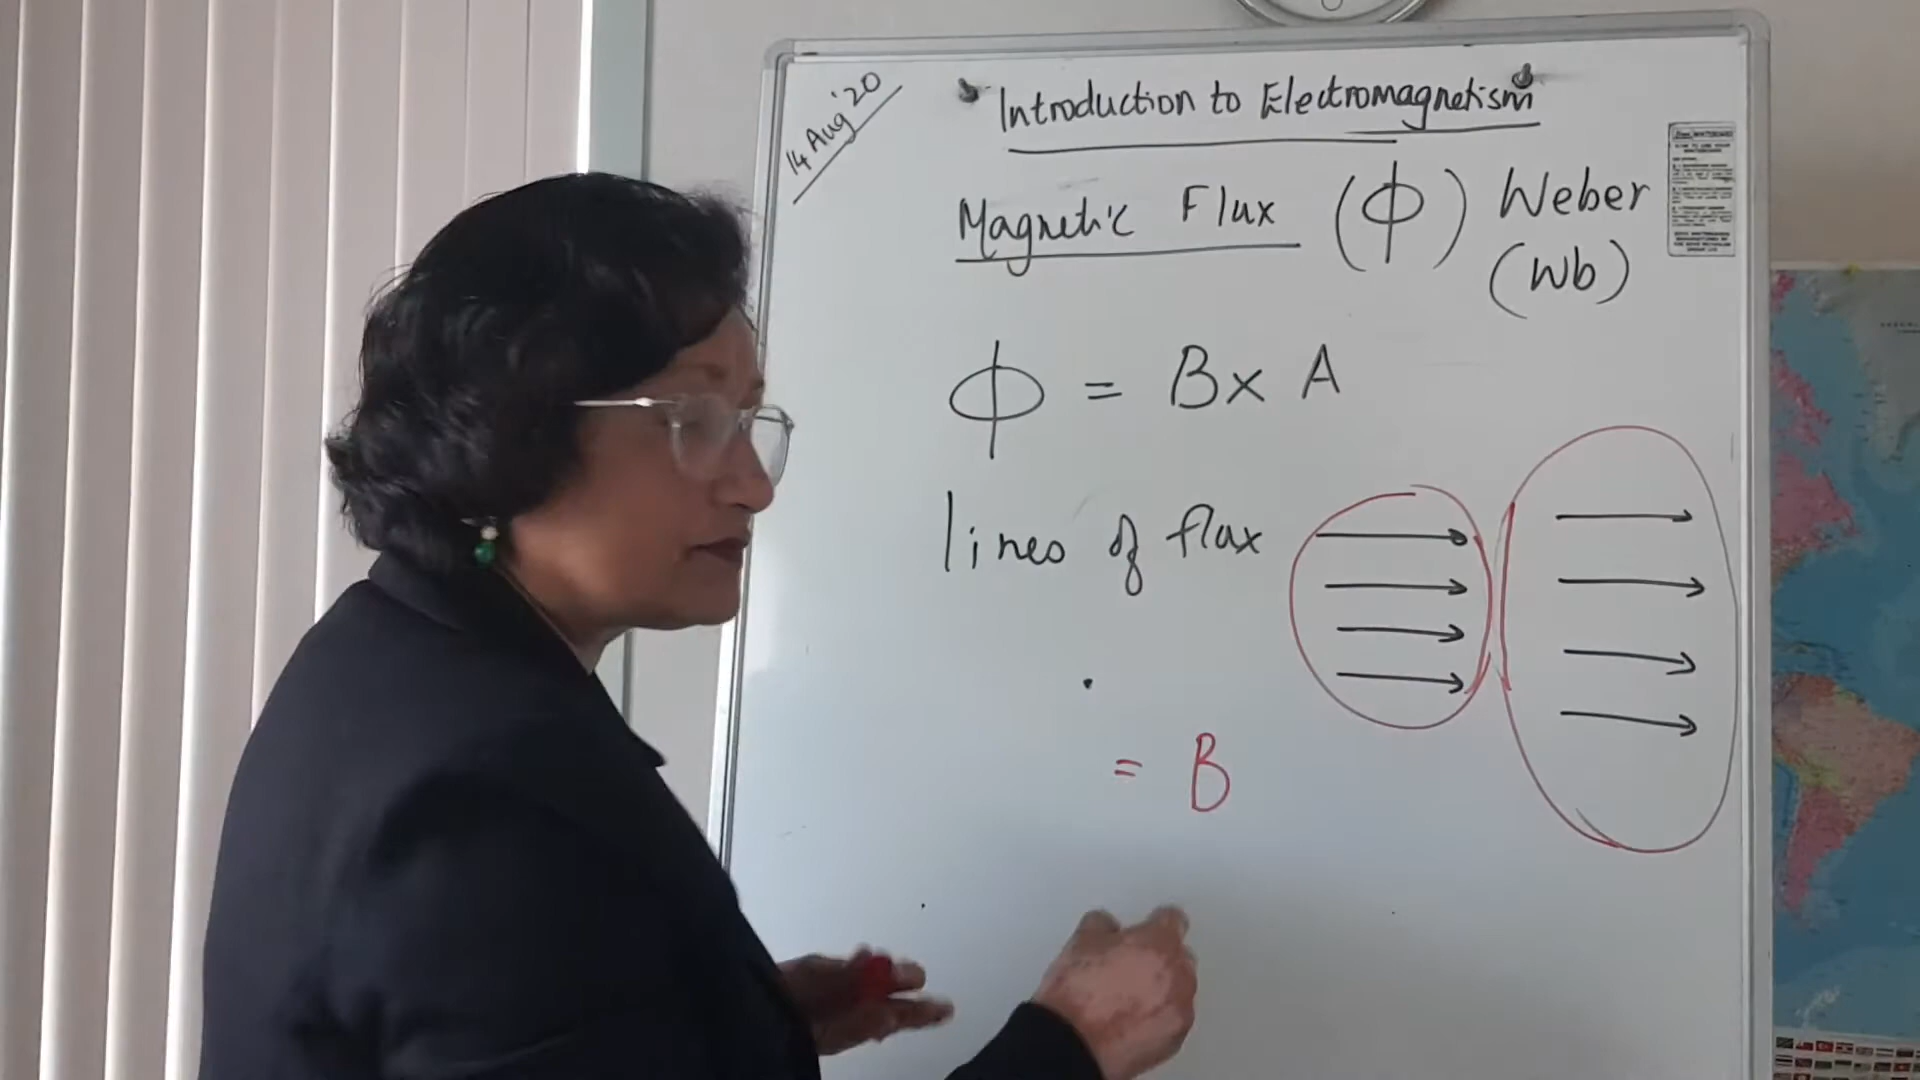 14 Aug '20
Introduction to Electromagnetism
Magnetic Flux (ϕ) Weber
(Wb)
ϕ = B x A
lines of flux
= B